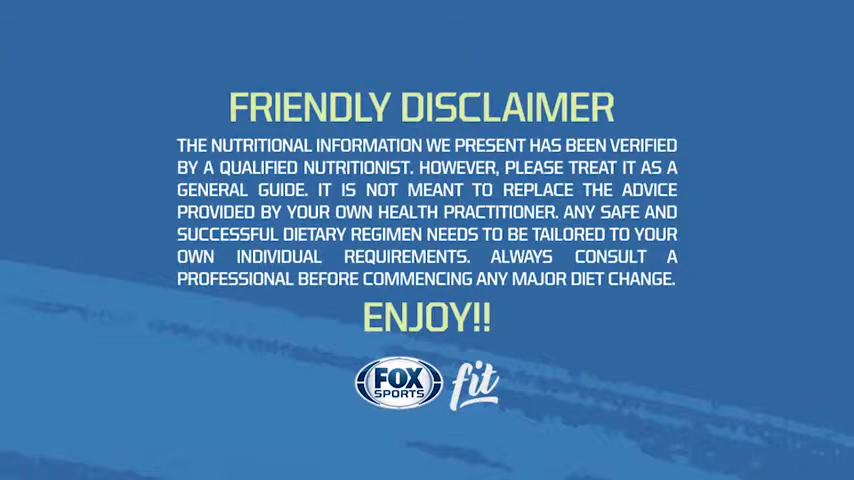 FRIENDLY DISCLAIMER
THE NUTRITIONAL INFORMATION WE PRESENT HAS BEEN VERIFIED
BY A QUALIFIED NUTRITIONIST. HOWEVER, PLEASE TREAT IT AS A
GENERAL GUIDE. IT IS NOT MEANT TO REPLACE THE ADVICE
PROVIDED BY YOUR OWN HEALTH PRACTITIONER. ANY SAFE AND
SUCCESSFUL DIETARY REGIMEN NEEDS TO BE TAILORED TO YOUR
OWN INDIVIDUAL REQUIREMENTS. ALWAYS CONSULT A
PROFESSIONAL BEFORE COMMENCING ANY MAJOR DIET CHANGE.
ENJOY!!
FOX SPORTS fit